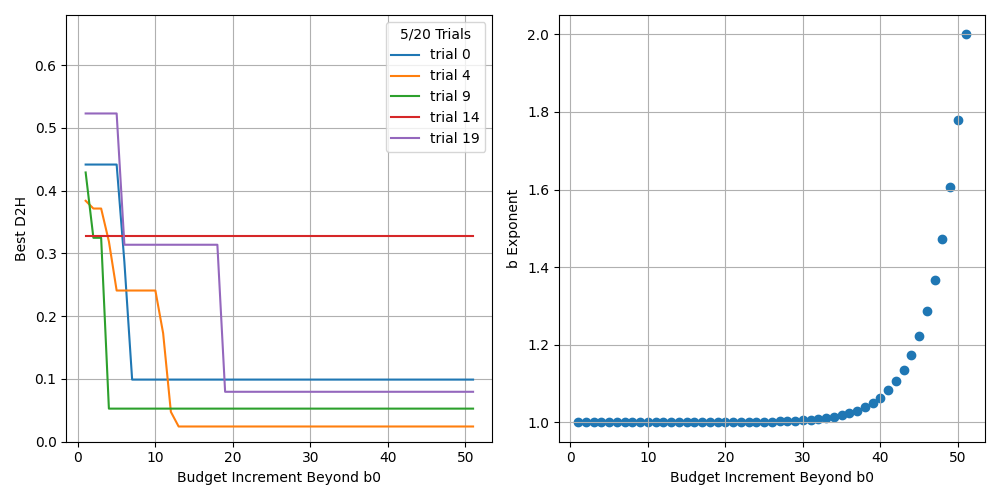 Best D2H
0.6
0.5
0.4
0.3
0.2
0.1
0.0
5/20 Trials
trial 0
trial 4
trial 9
trial 14
trial 19
0 10 20 30 40 50
Budget Increment Beyond b0
b Exponent
2.0
1.8
1.6
1.4
1.2
1.0
0 10 20 30 40 50
Budget Increment Beyond b0